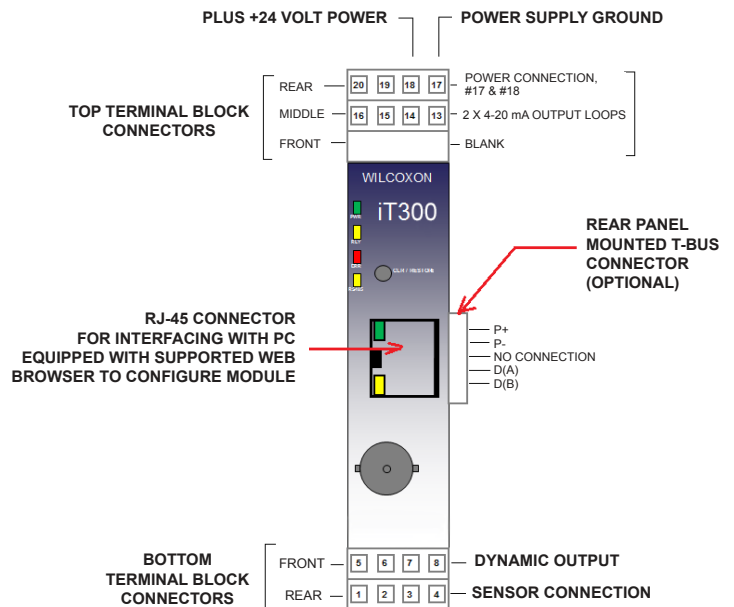 PLUS +24 VOLT POWER
POWER SUPPLY GROUND
TOP TERMINAL BLOCK
CONNECTORS
REAR
20 19 18 17
POWER CONNECTION,
#17 & #18
MIDDLE
16 15 14 13
2 X 4-20 mA OUTPUT LOOPS
FRONT
BLANK
WILCOXON
iT300
PWR
RLY
ERR
RS485
CLR / RESTORE
REAR PANEL
MOUNTED T-BUS
CONNECTOR
(OPTIONAL)
RJ-45 CONNECTOR
FOR INTERFACING WITH PC
EQUIPPED WITH SUPPORTED WEB
BROWSER TO CONFIGURE MODULE
P+
P-
NO CONNECTION
D(A)
D(B)
BOTTOM
TERMINAL BLOCK
CONNECTORS
FRONT
5 6 7 8
DYNAMIC OUTPUT
REAR
1 2 3 4
SENSOR CONNECTION